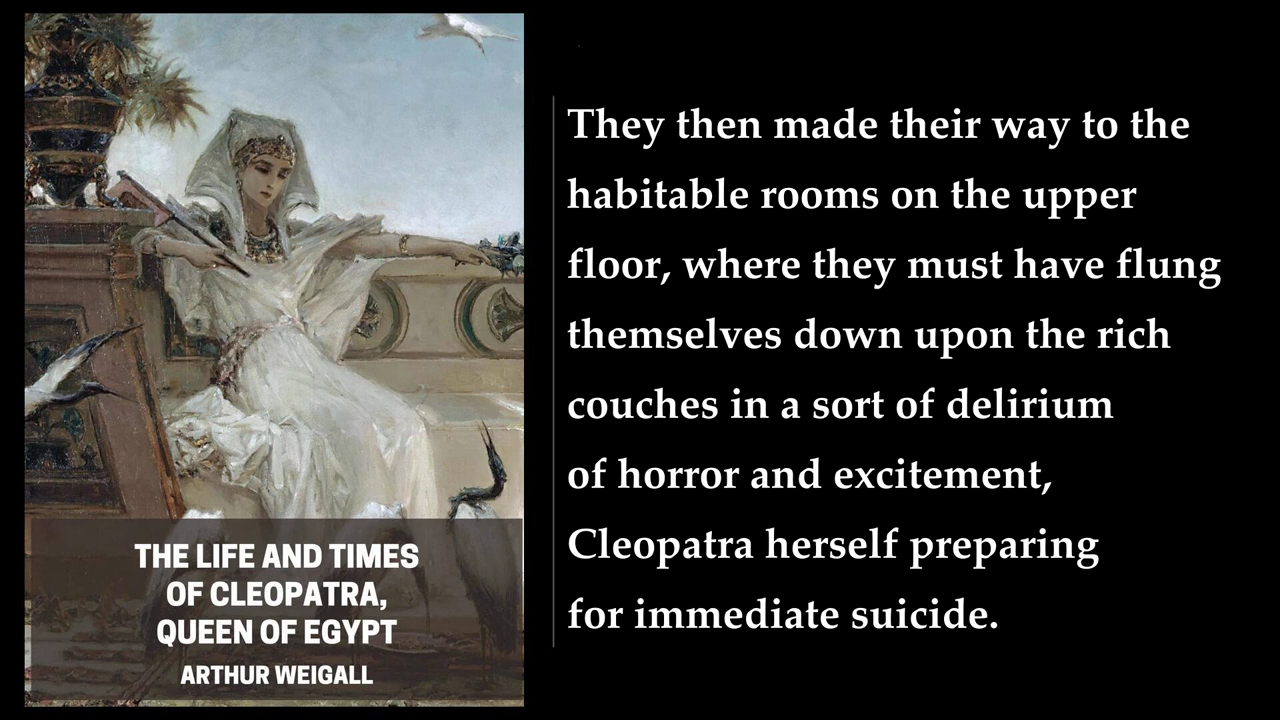 THE LIFE AND TIMES
OF CLEOPATRA,
QUEEN OF EGYPT
ARTHUR WEIGALL
They then made their way to the
habitable rooms on the upper
floor, where they must have flung
themselves down upon the rich
couches in a sort of delirium
of horror and excitement,
Cleopatra herself preparing
for immediate suicide.